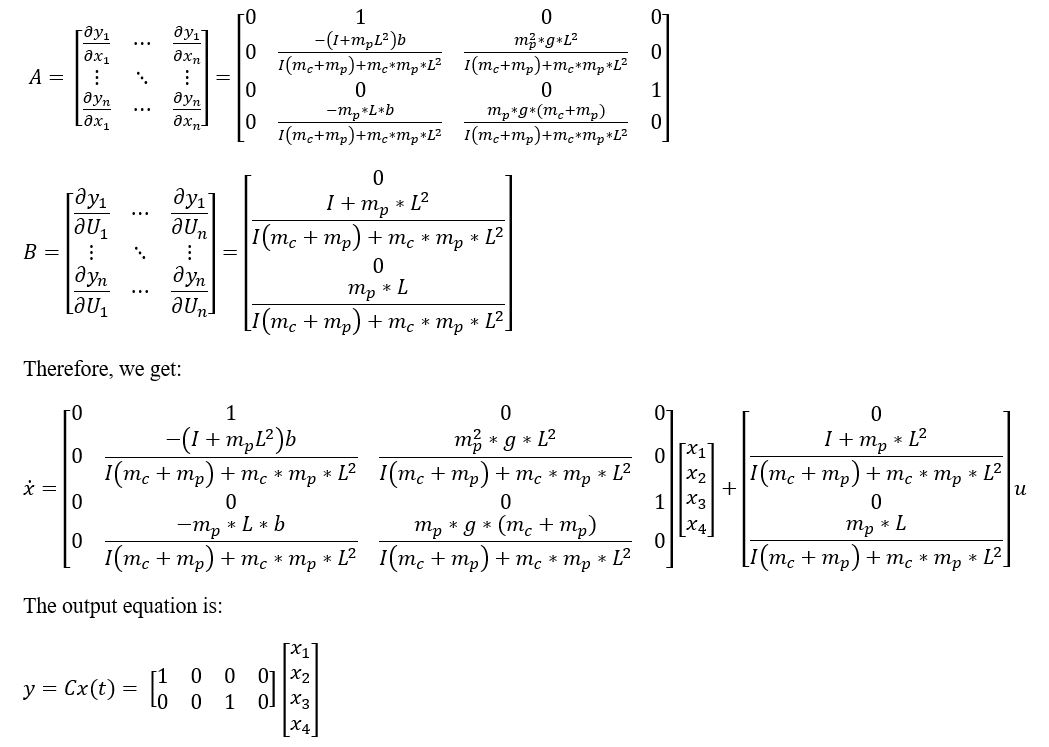 A = [∂y₁/∂x₁ ⋯ ∂y₁/∂xₙ; ⋮ ⋱ ⋮; ∂yₙ/∂x₁ ⋯ ∂yₙ/∂xₙ] = [0 1 0 0; 0 −(I+m_pL²)b/(I(m_c+m_p)+m_c*m_p*L²) m_p²*g*L²/(I(m_c+m_p)+m_c*m_p*L²) 0; 0 0 0 1; 0 −m_p*L*b/(I(m_c+m_p)+m_c*m_p*L²) m_p*g*(m_c+m_p)/(I(m_c+m_p)+m_c*m_p*L²) 0]
B = [∂y₁/∂U₁ ⋯ ∂y₁/∂Uₙ; ⋮ ⋱ ⋮; ∂yₙ/∂U₁ ⋯ ∂yₙ/∂Uₙ] = [0; (I + m_p * L²)/(I(m_c + m_p) + m_c * m_p * L²); 0; (m_p * L)/(I(m_c + m_p) + m_c * m_p * L²)]
Therefore, we get:
ẋ = [0 1 0 0; 0 −(I + m_pL²)b/(I(m_c + m_p) + m_c * m_p * L²) m_p² * g * L²/(I(m_c + m_p) + m_c * m_p * L²) 0; 0 0 0 1; 0 −m_p * L * b/(I(m_c + m_p) + m_c * m_p * L²) m_p * g * (m_c + m_p)/(I(m_c + m_p) + m_c * m_p * L²) 0] [x₁; x₂; x₃; x₄] + [0; (I + m_p * L²)/(I(m_c + m_p) + m_c * m_p * L²); 0; (m_p * L)/(I(m_c + m_p) + m_c * m_p * L²)] u
The output equation is:
y = Cx(t) = [1 0 0 0; 0 0 1 0] [x₁; x₂; x₃; x₄]